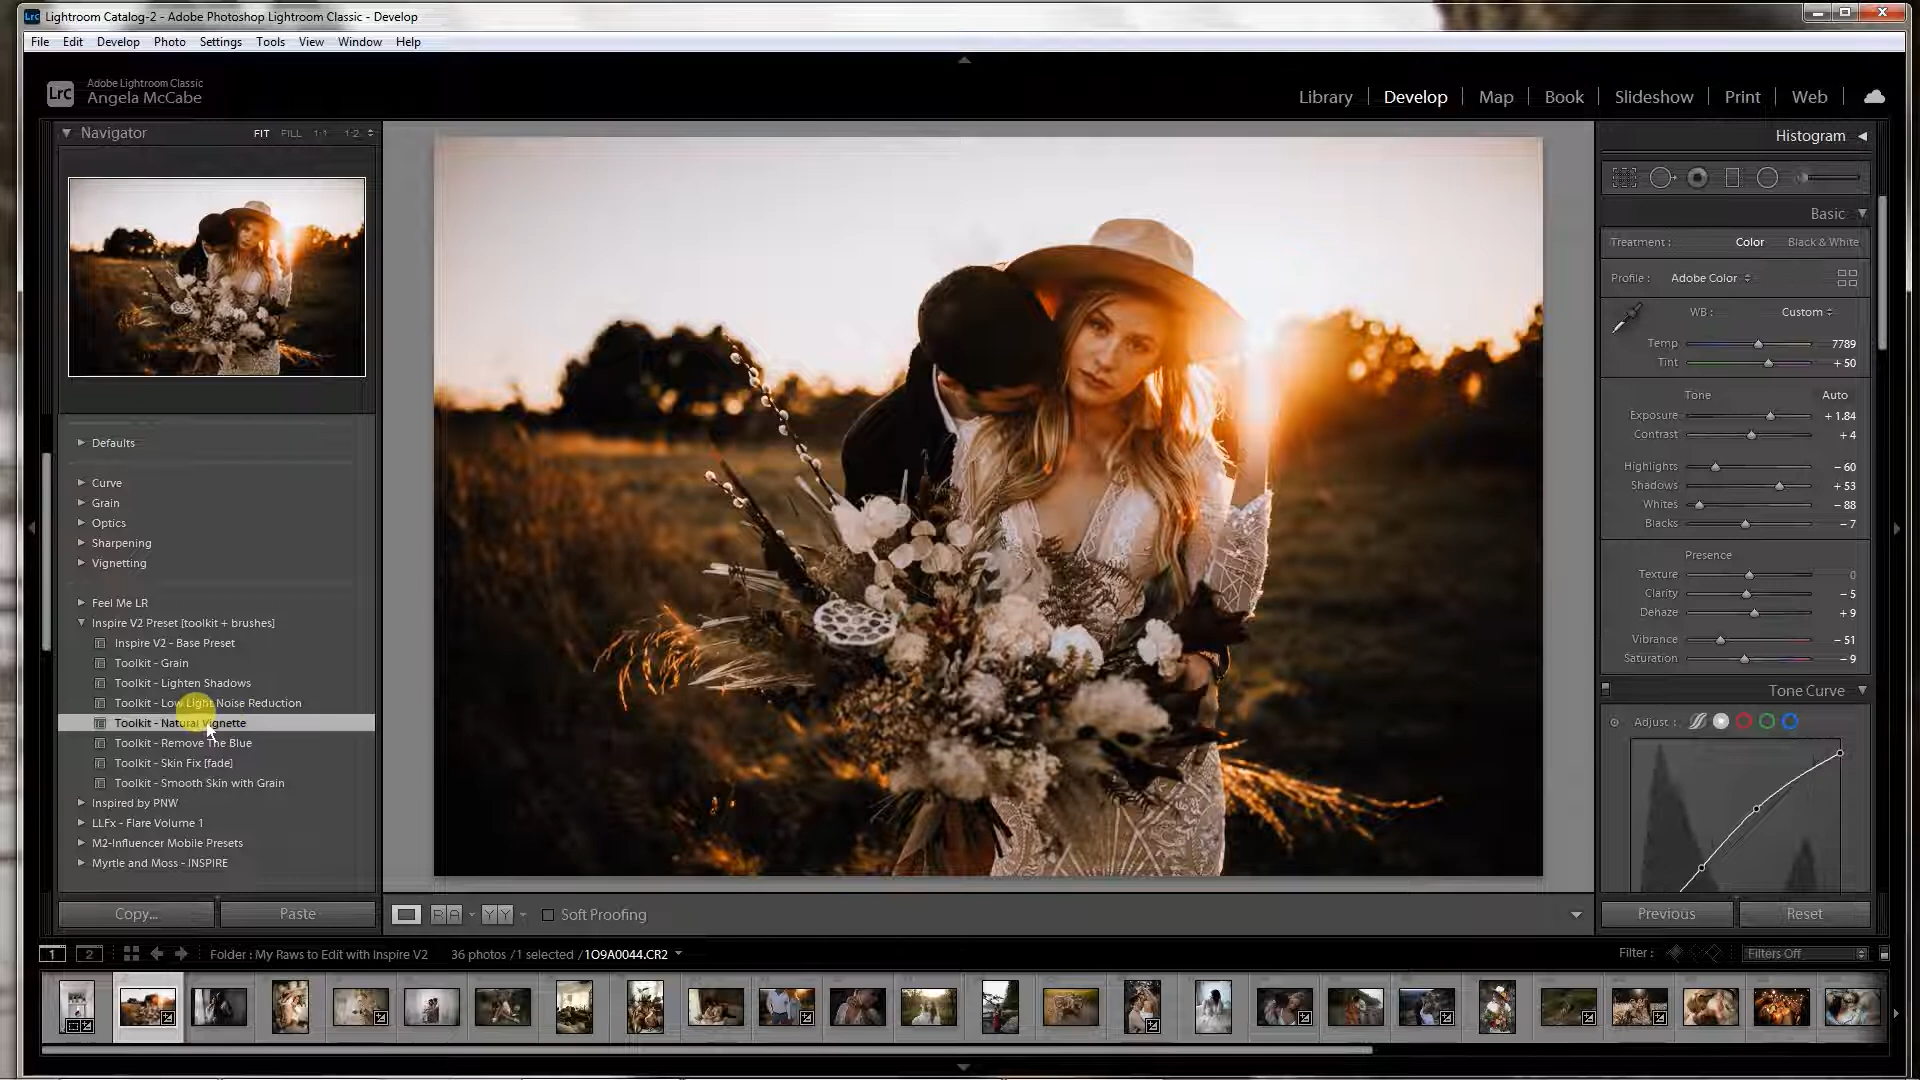 Lrc Lightroom Catalog-2 - Adobe Photoshop Lightroom Classic - Develop
File Edit Develop Photo Settings Tools View Window Help
Lrc Adobe Lightroom Classic
Angela McCabe
Library | Develop | Map | Book | Slideshow | Print | Web |
Navigator FIT FILL 1:1 1:2
Defaults
Curve
Grain
Optics
Sharpening
Vignetting
Feel Me LR
Inspire V2 Preset [toolkit + brushes]
Inspire V2 - Base Preset
Toolkit - Grain
Toolkit - Lighten Shadows
Toolkit - Low Light Noise Reduction
Toolkit - Natural Vignette
Toolkit - Remove The Blue
Toolkit - Skin Fix [fade]
Toolkit - Smooth Skin with Grain
Inspired by PNW
LLFx - Flare Volume 1
M2-Influencer Mobile Presets
Myrtle and Moss - INSPIRE
Copy... Paste
R A Y Y Soft Proofing
Histogram
Basic
Treatment : Color Black & White
Profile : Adobe Color
WB : Custom
Temp 7789
Tint + 50
Tone Auto
Exposure + 1.84
Contrast + 4
Highlights - 60
Shadows + 53
Whites - 88
Blacks - 7
Presence
Texture 0
Clarity - 5
Dehaze + 9
Vibrance - 51
Saturation - 9
Tone Curve
Adjust :
Previous Reset
1 2 Folder : My Raws to Edit with Inspire V2 36 photos / 1 selected / 1O9A0044.CR2 Filter : Filters Off